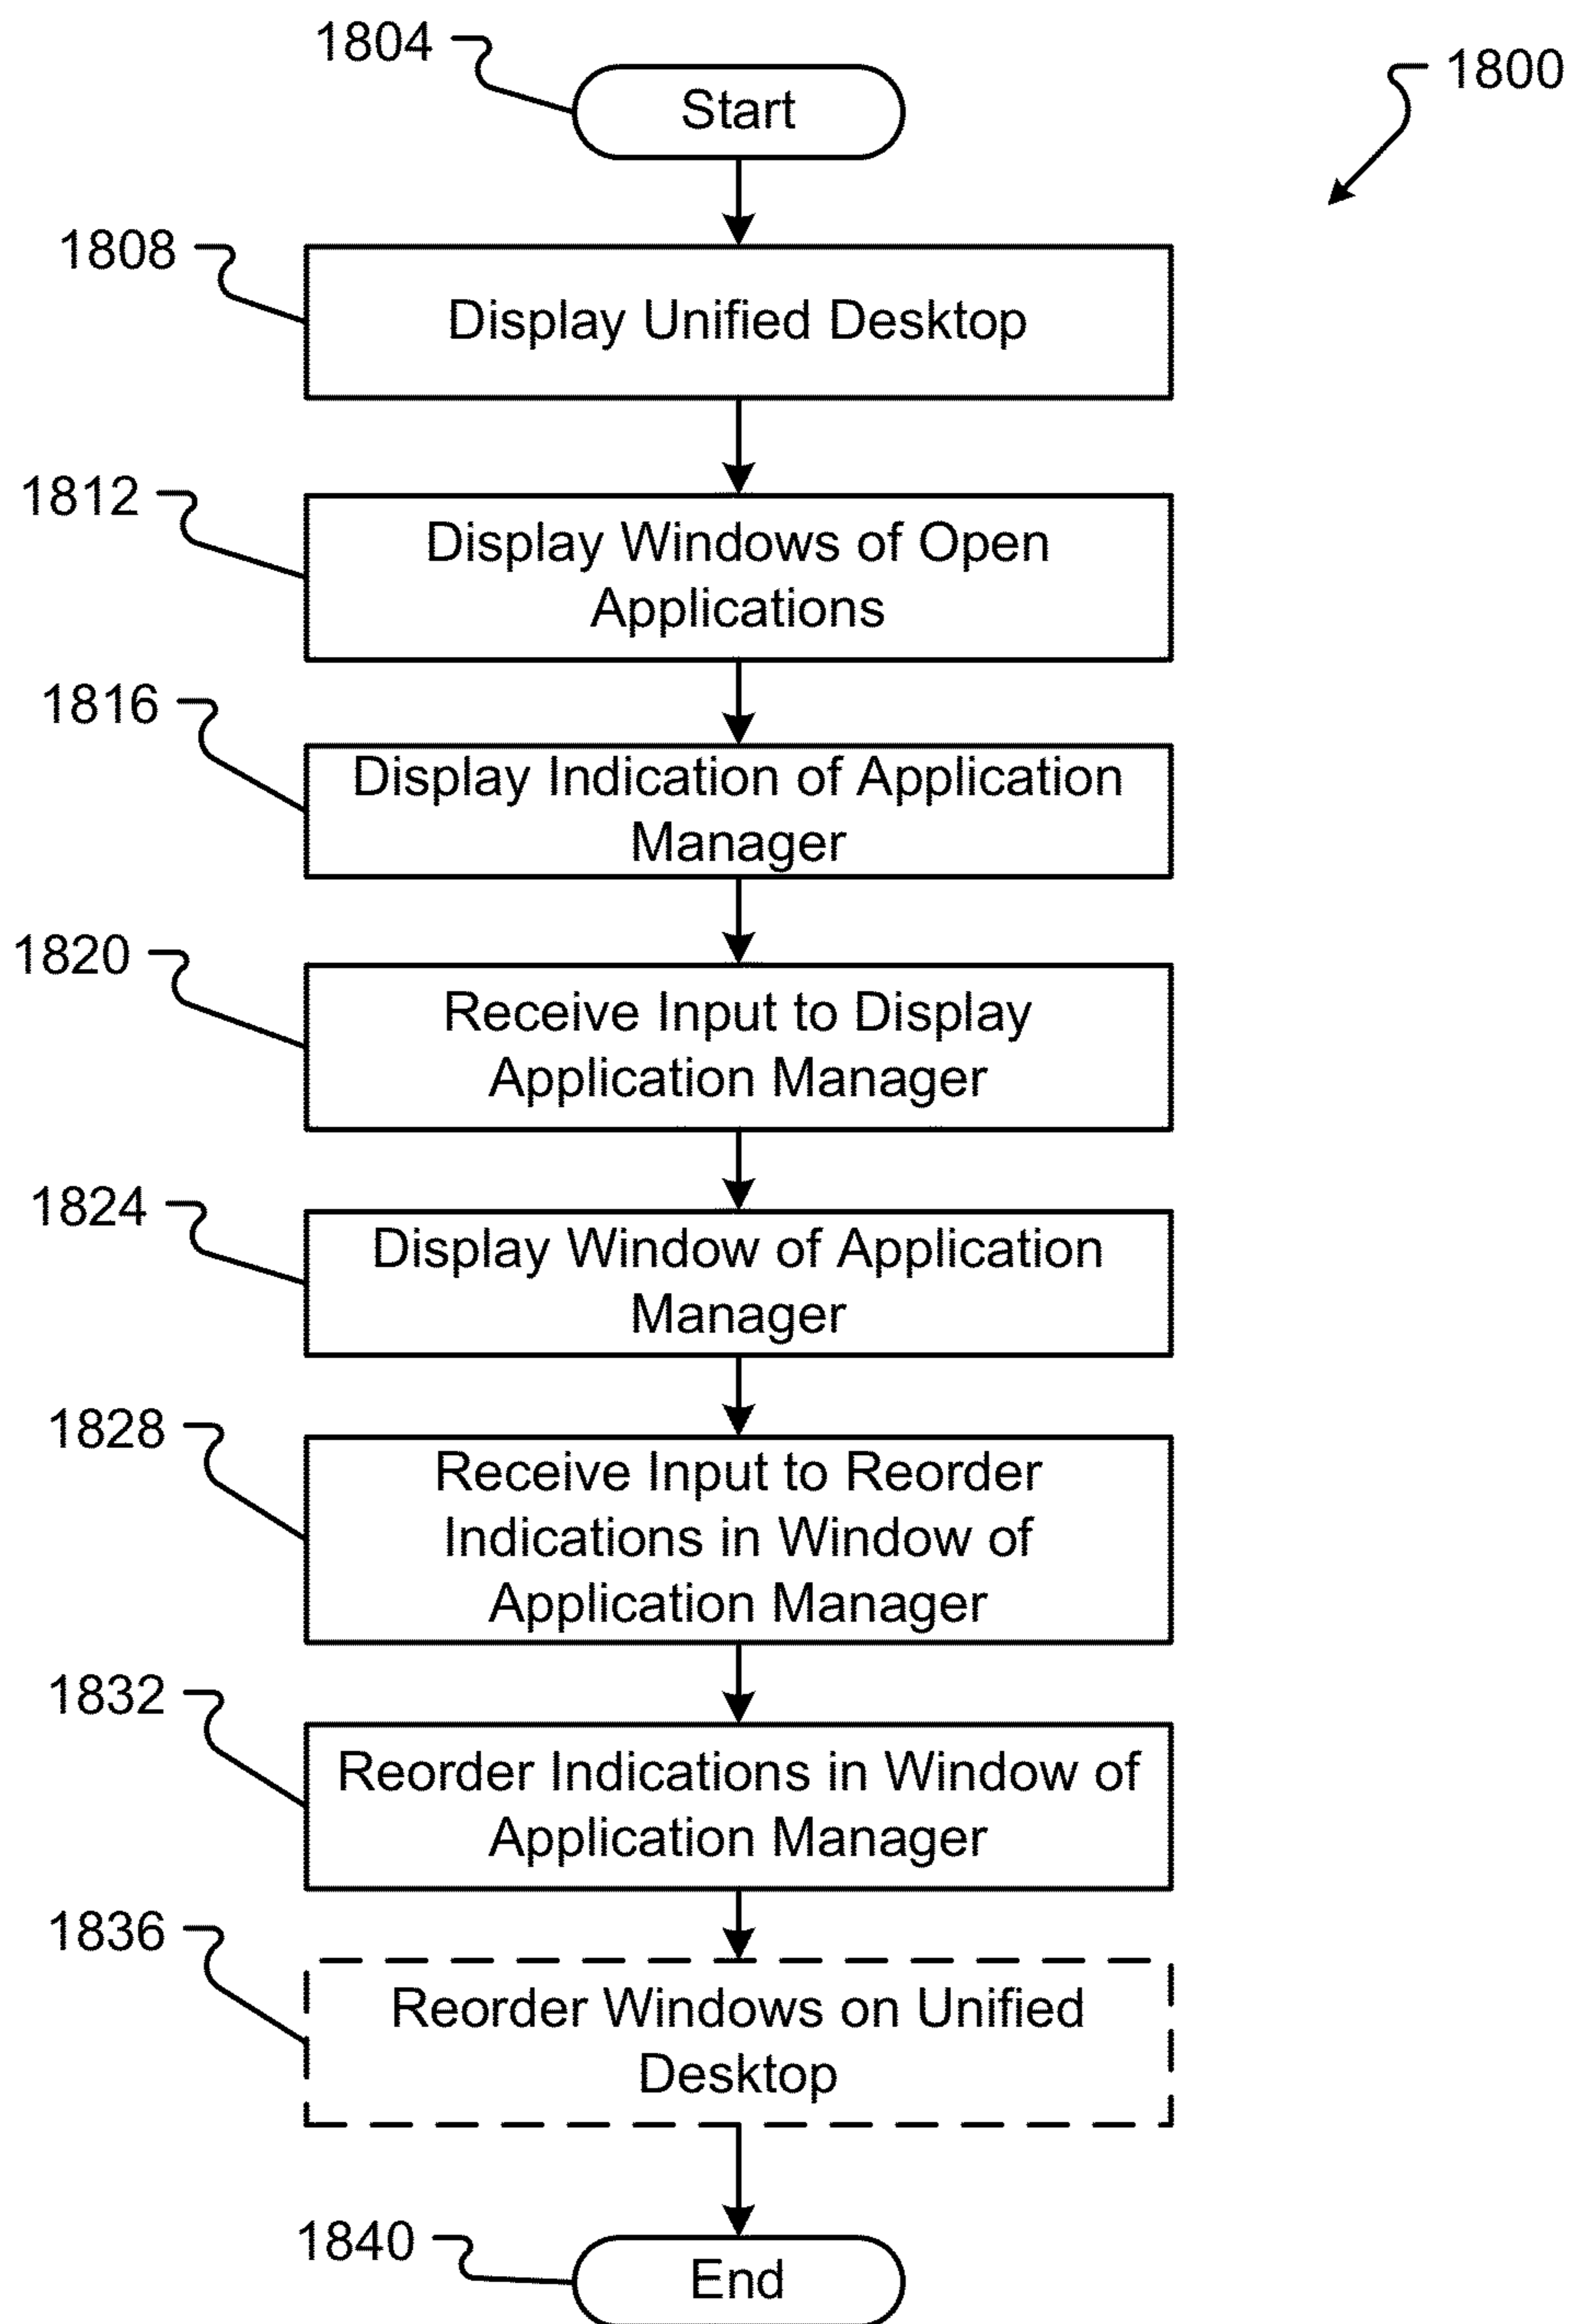 1804
Start
1800
1808
Display Unified Desktop
1812
Display Windows of Open
Applications
1816
Display Indication of Application
Manager
1820
Receive Input to Display
Application Manager
1824
Display Window of Application
Manager
1828
Receive Input to Reorder
Indications in Window of
Application Manager
1832
Reorder Indications in Window of
Application Manager
1836
Reorder Windows on Unified
Desktop
1840
End